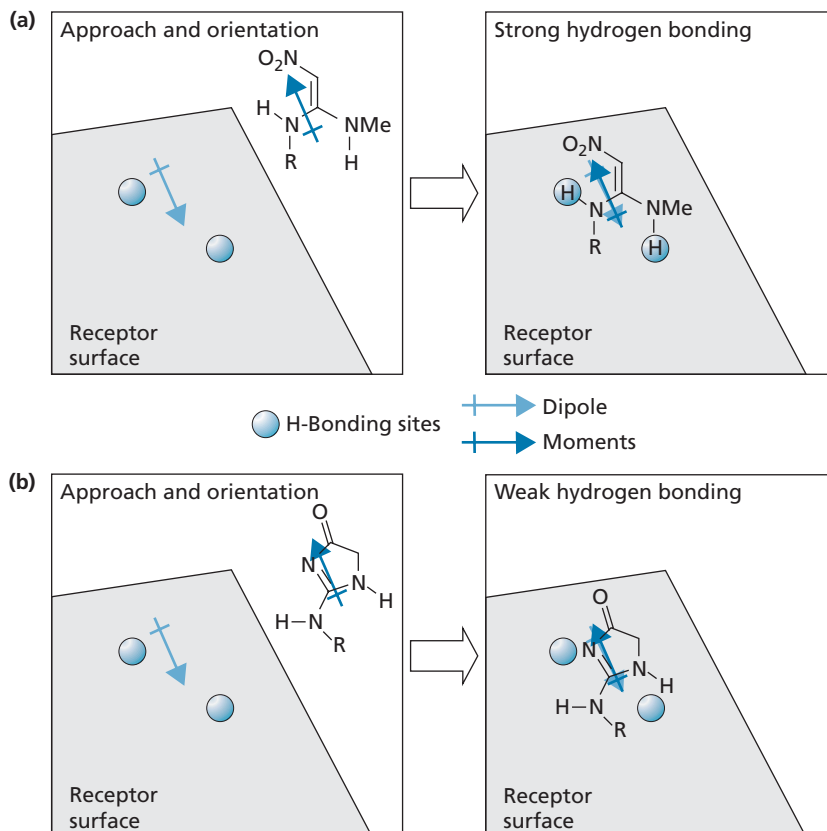 (a)
Approach and orientation
O₂N
H
N
NMe
R
H
Receptor
surface
Strong hydrogen bonding
O₂N
H
N
NMe
R
H
Receptor
surface
H-Bonding sites
Dipole
Moments
(b)
Approach and orientation
O
N
N
H
H
N
R
Receptor
surface
Weak hydrogen bonding
O
N
N
H
H
N
R
Receptor
surface